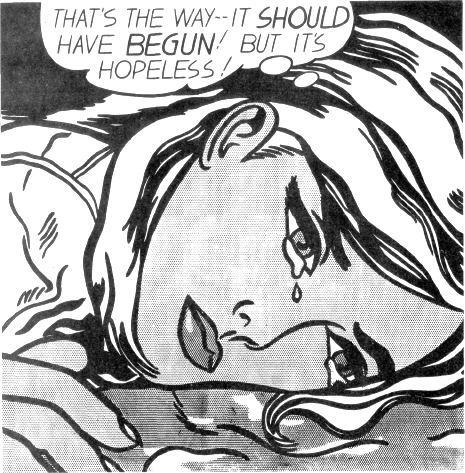 THAT'S THE WAY--IT SHOULD
HAVE BEGUN! BUT IT'S
HOPELESS!